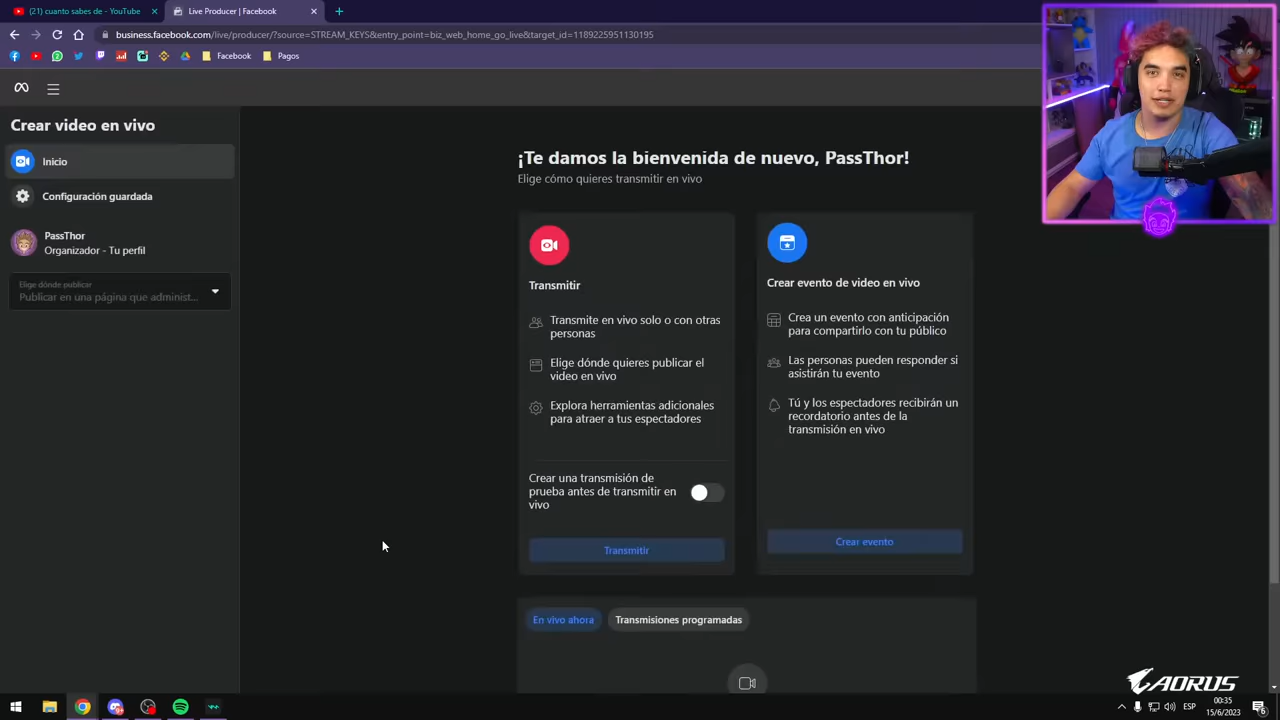 (21) cuanto sabes de - YouTube
Live Producer | Facebook
business.facebook.com/live/producer/?source=STREAM_KEY&entry_point=biz_web_home_go_live&target_id=1189225951130195
Facebook
Pagos
Crear video en vivo
Inicio
Configuración guardada
PassThor
Organizador - Tu perfil
Elige dónde publicar
Publicar en una página que administ...
¡Te damos la bienvenida de nuevo, PassThor!
Elige cómo quieres transmitir en vivo
Transmitir
Transmite en vivo solo o con otras
personas
Elige dónde quieres publicar el
video en vivo
Explora herramientas adicionales
para atraer a tus espectadores
Crear una transmisión de
prueba antes de transmitir en
vivo
Transmitir
Crear evento de video en vivo
Crea un evento con anticipación
para compartirlo con tu público
Las personas pueden responder si
asistirán tu evento
Tú y los espectadores recibirán un
recordatorio antes de la
transmisión en vivo
Crear evento
En vivo ahora
Transmisiones programadas
AORUS
ESP
00:35
15/6/2023
6